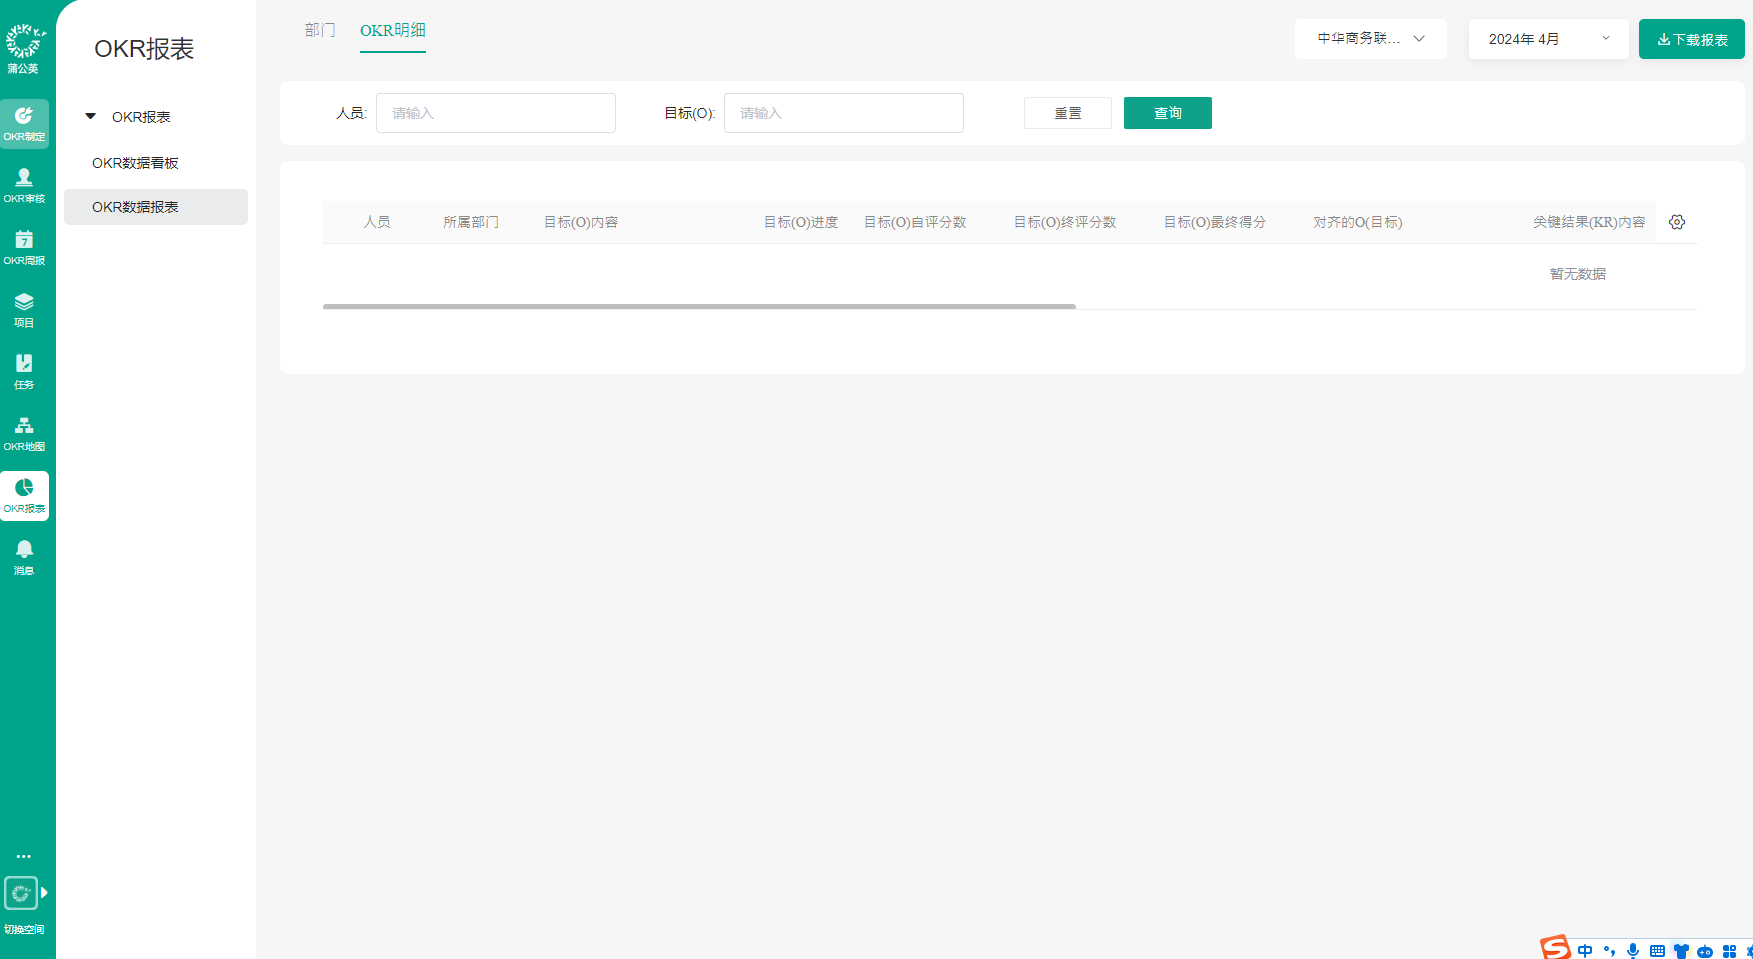 蒲公英
OKR制定
OKR审核
7
OKR周报
项目
任务
OKR地图
OKR报表
消息
切换空间
OKR报表
OKR报表
OKR数据看板
OKR数据报表
部门 OKR明细
中华商务联... 2024年 4月 下载报表
人员: 请输入 目标(O): 请输入 重置 查询
人员 所属部门 目标(O)内容 目标(O)进度 目标(O)自评分数 目标(O)终评分数 目标(O)最终得分 对齐的O(目标) 关键结果(KR)内容
暂无数据
S 中